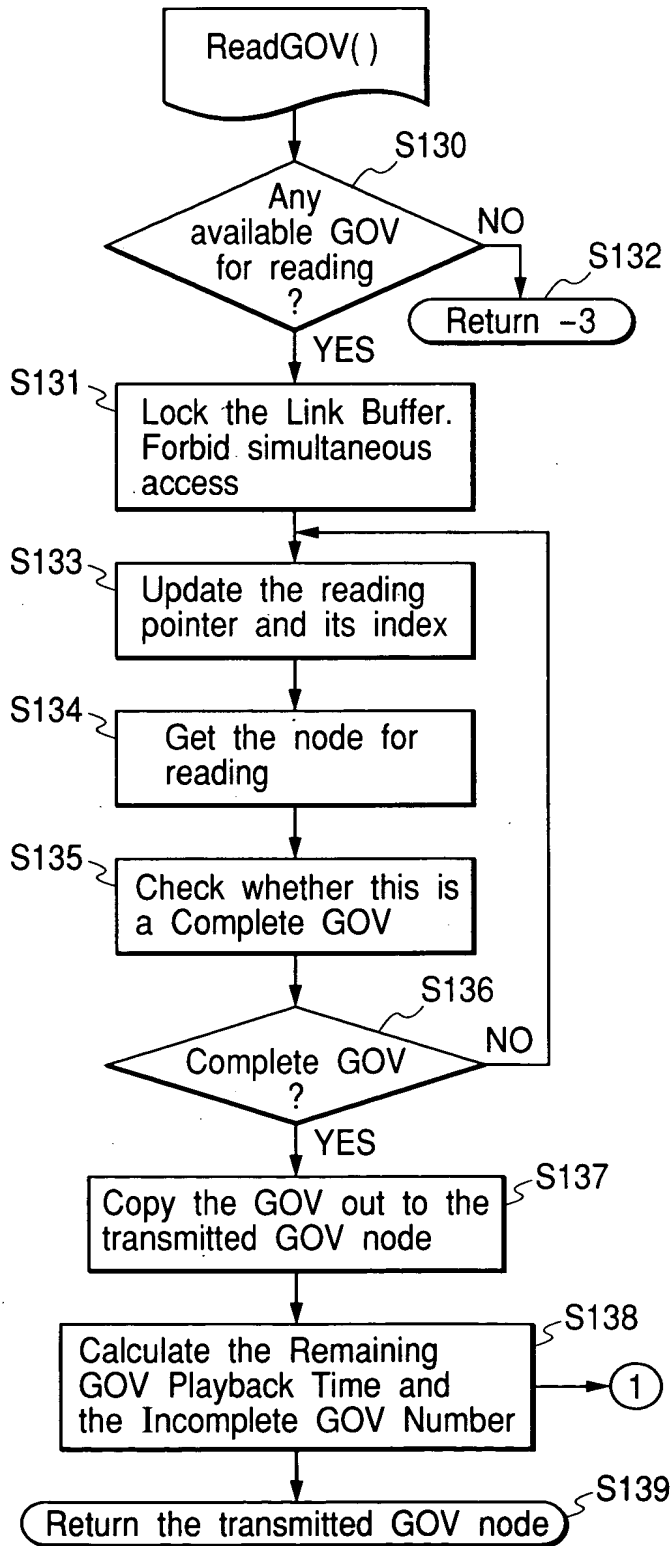 ReadGOV( )
S130
Any
available GOV
for reading
?
NO
S132
Return -3
YES
S131
Lock the Link Buffer.
Forbid simultaneous
access
S133
Update the reading
pointer and its index
S134
Get the node for
reading
S135
Check whether this is
a Complete GOV
S136
Complete GOV
?
NO
YES
S137
Copy the GOV out to the
transmitted GOV node
S138
Calculate the Remaining
GOV Playback Time and
the Incomplete GOV Number
1
S139
Return the transmitted GOV node